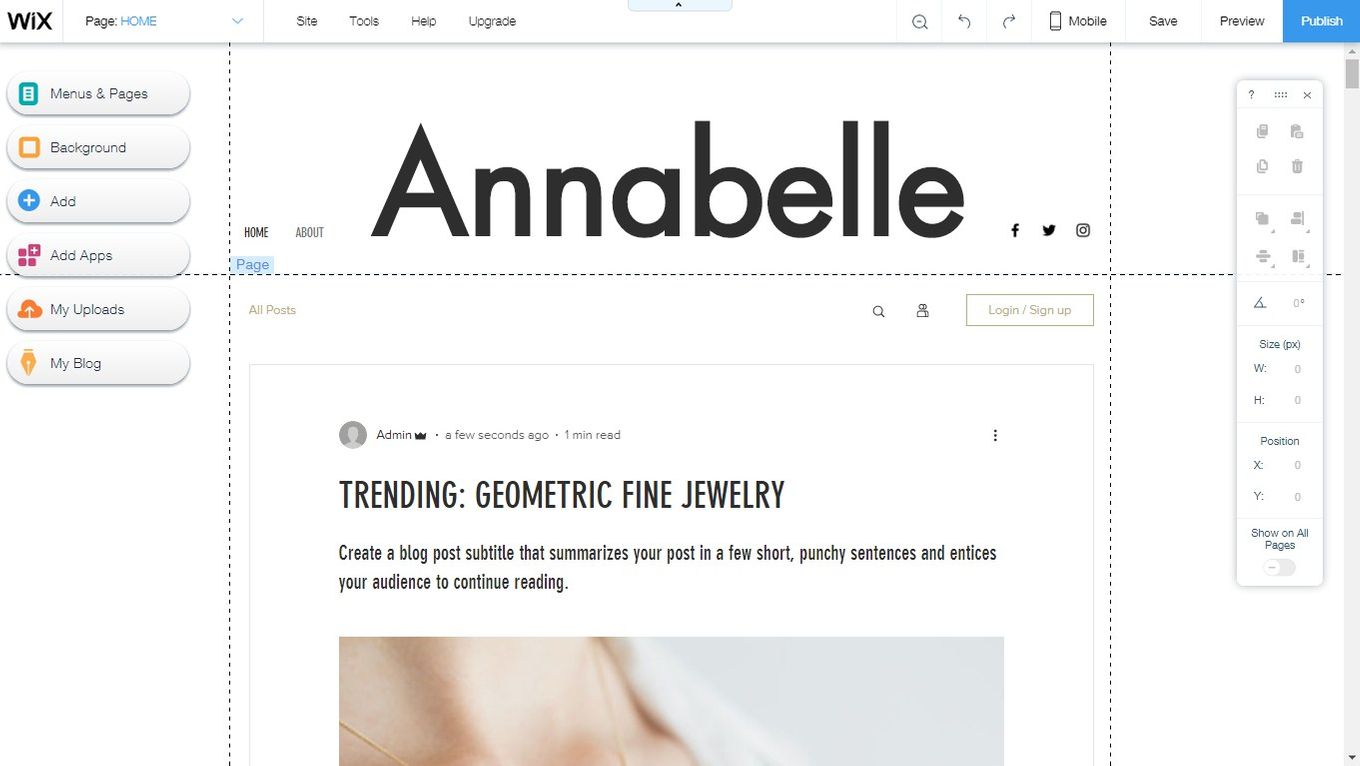 WiX Page: HOME Site Tools Help Upgrade Mobile Save Preview Publish
Menus & Pages
Background
Add
Add Apps
My Uploads
My Blog
Annabelle
HOME ABOUT
Page
All Posts Login / Sign up
Admin · a few seconds ago · 1 min read
TRENDING: GEOMETRIC FINE JEWELRY
Create a blog post subtitle that summarizes your post in a few short, punchy sentences and entices
your audience to continue reading.
?
0°
Size (px)
W: 0
H: 0
Position
X: 0
Y: 0
Show on All
Pages